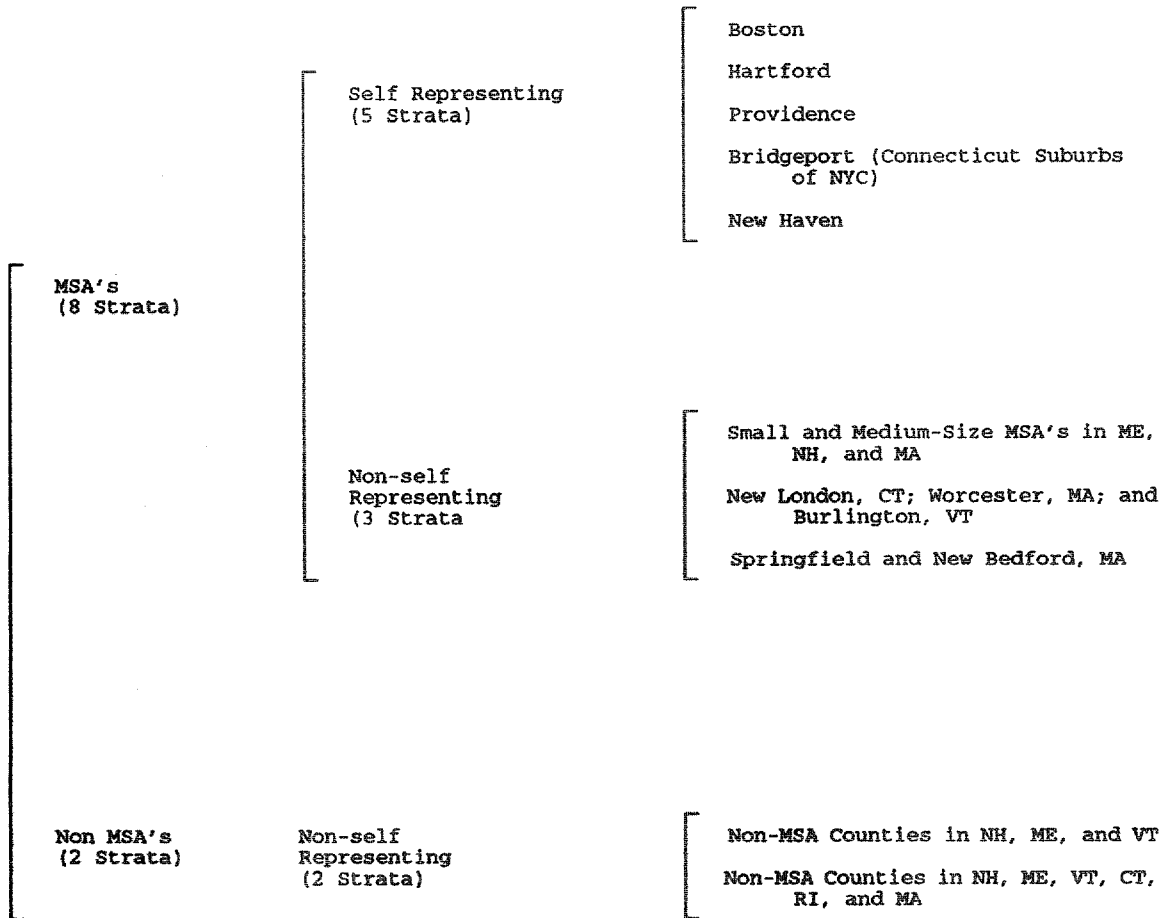 Boston
Hartford
Self Representing
(5 Strata)
Providence
Bridgeport (Connecticut Suburbs
of NYC)
New Haven
MSA's
(8 Strata)
Small and Medium-Size MSA's in ME,
NH, and MA
Non-self
Representing
(3 Strata
New London, CT; Worcester, MA; and
Burlington, VT
Springfield and New Bedford, MA
Non MSA's
(2 Strata)
Non-self
Representing
(2 Strata)
Non-MSA Counties in NH, ME, and VT
Non-MSA Counties in NH, ME, VT, CT,
RI, and MA